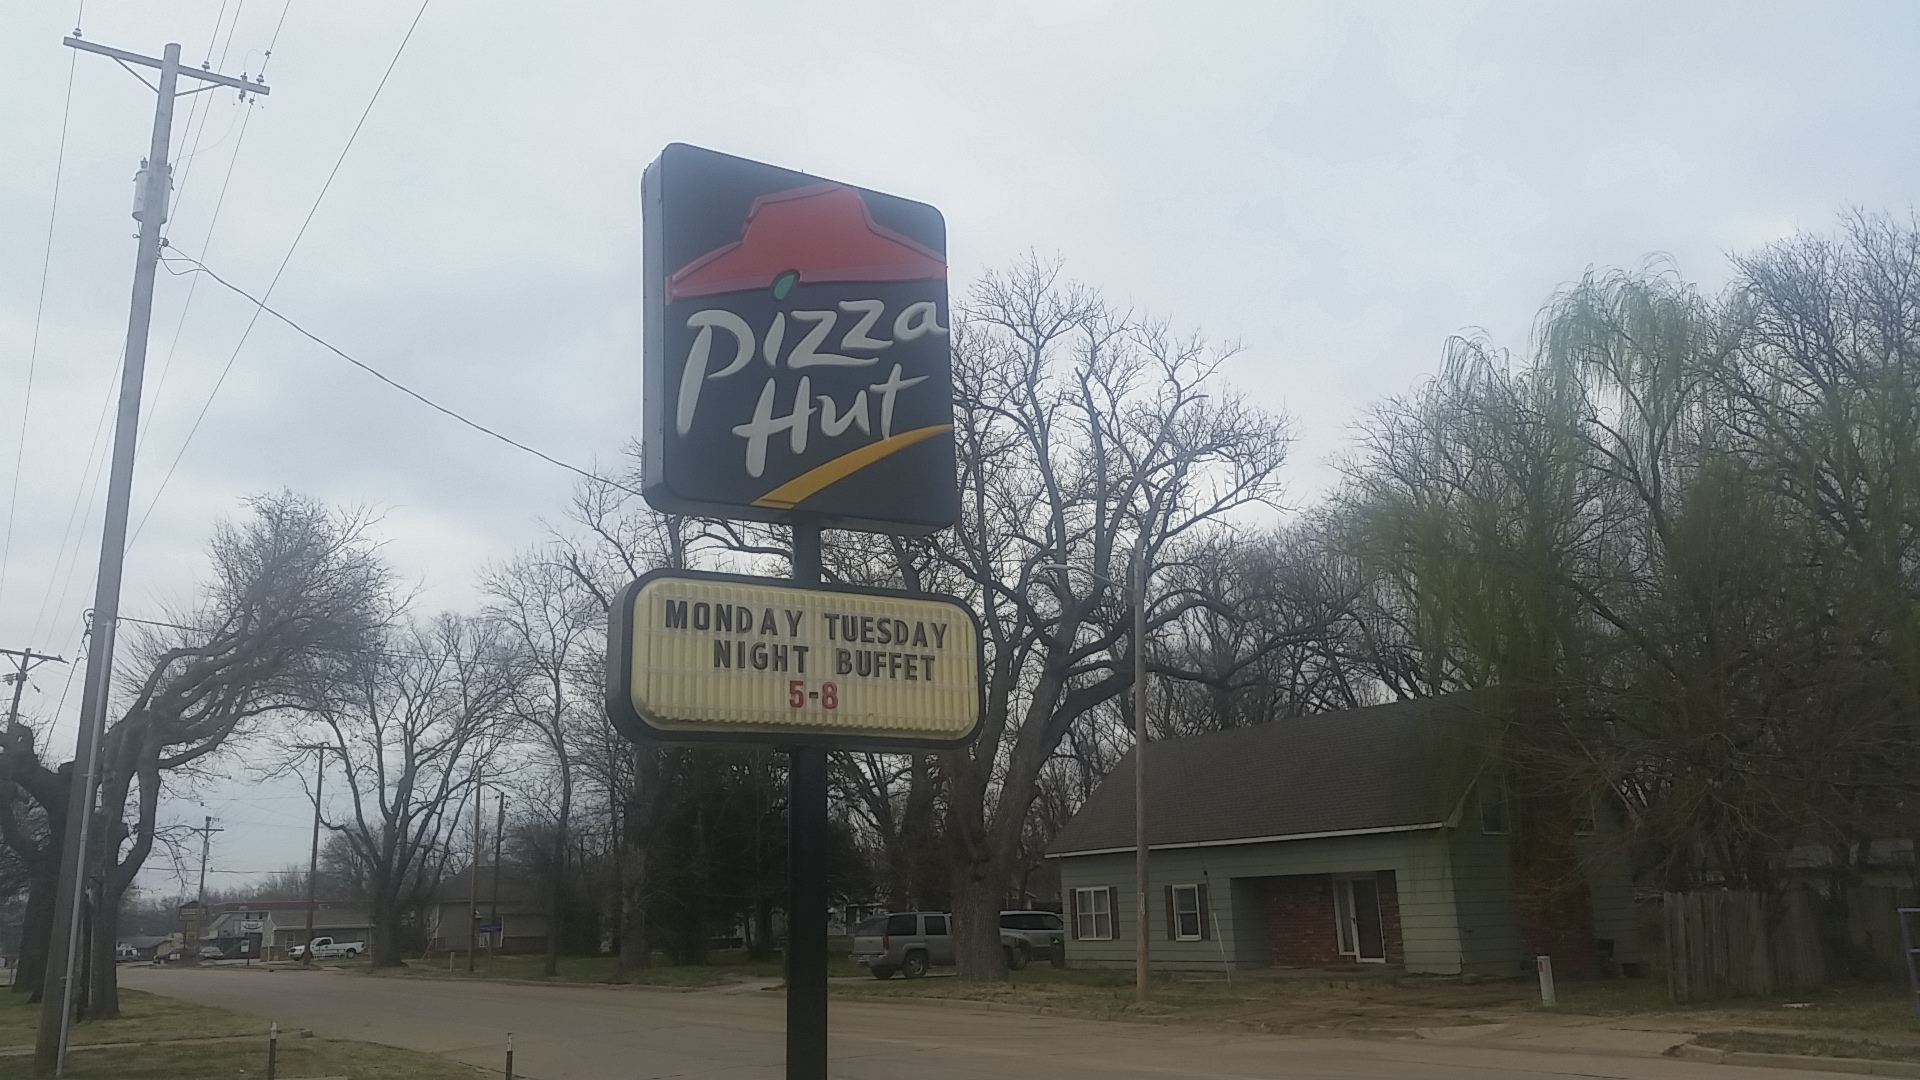 Pizza
Hut
MONDAY TUESDAY
NIGHT BUFFET
5-8